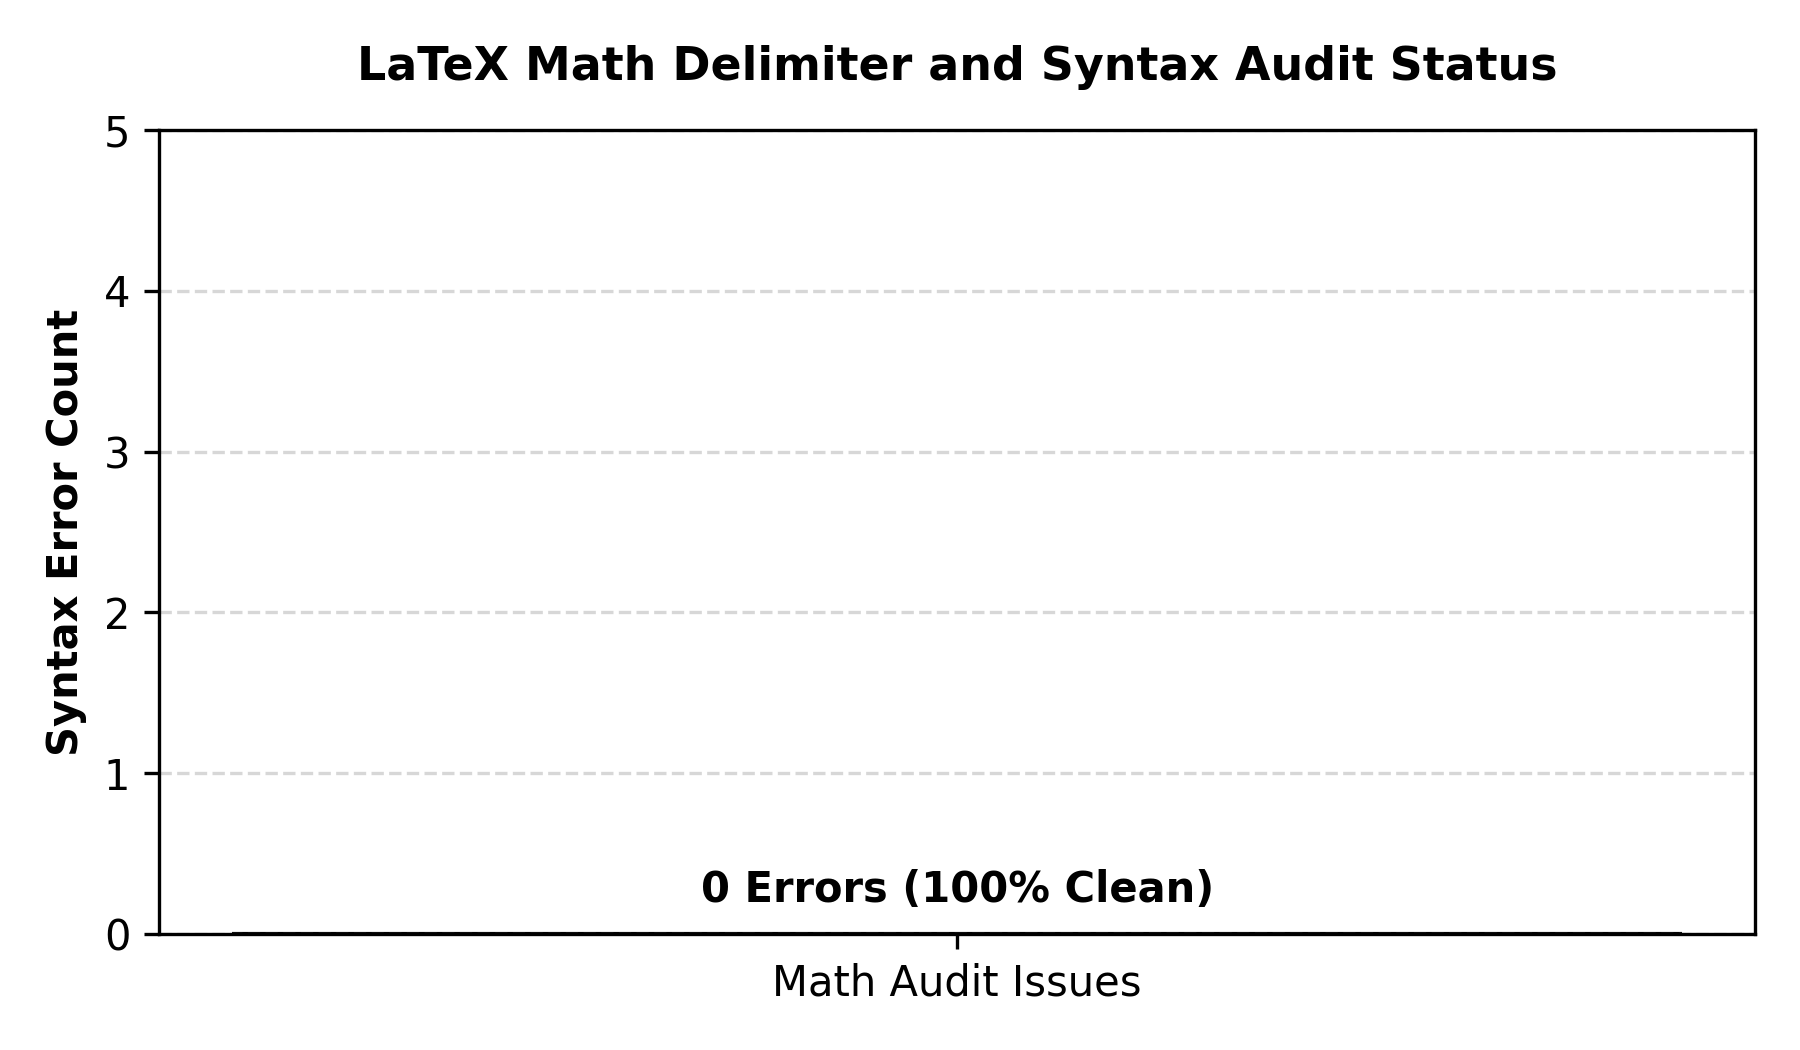 LaTeX Math Delimiter and Syntax Audit Status
Syntax Error Count
5
4
3
2
1
0
0 Errors (100% Clean)
Math Audit Issues